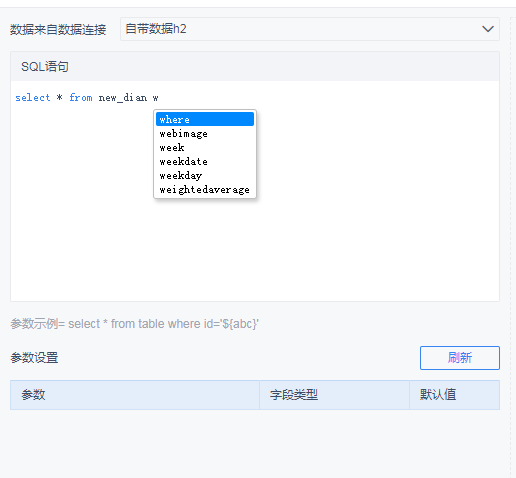 数据来自数据连接 自带数据h2
SQL语句
select * from new_dian w
where
webimage
week
weekdate
weekday
weightedaverage
参数示例= select * from table where id='${abc}'
参数设置 刷新
参数 字段类型 默认值